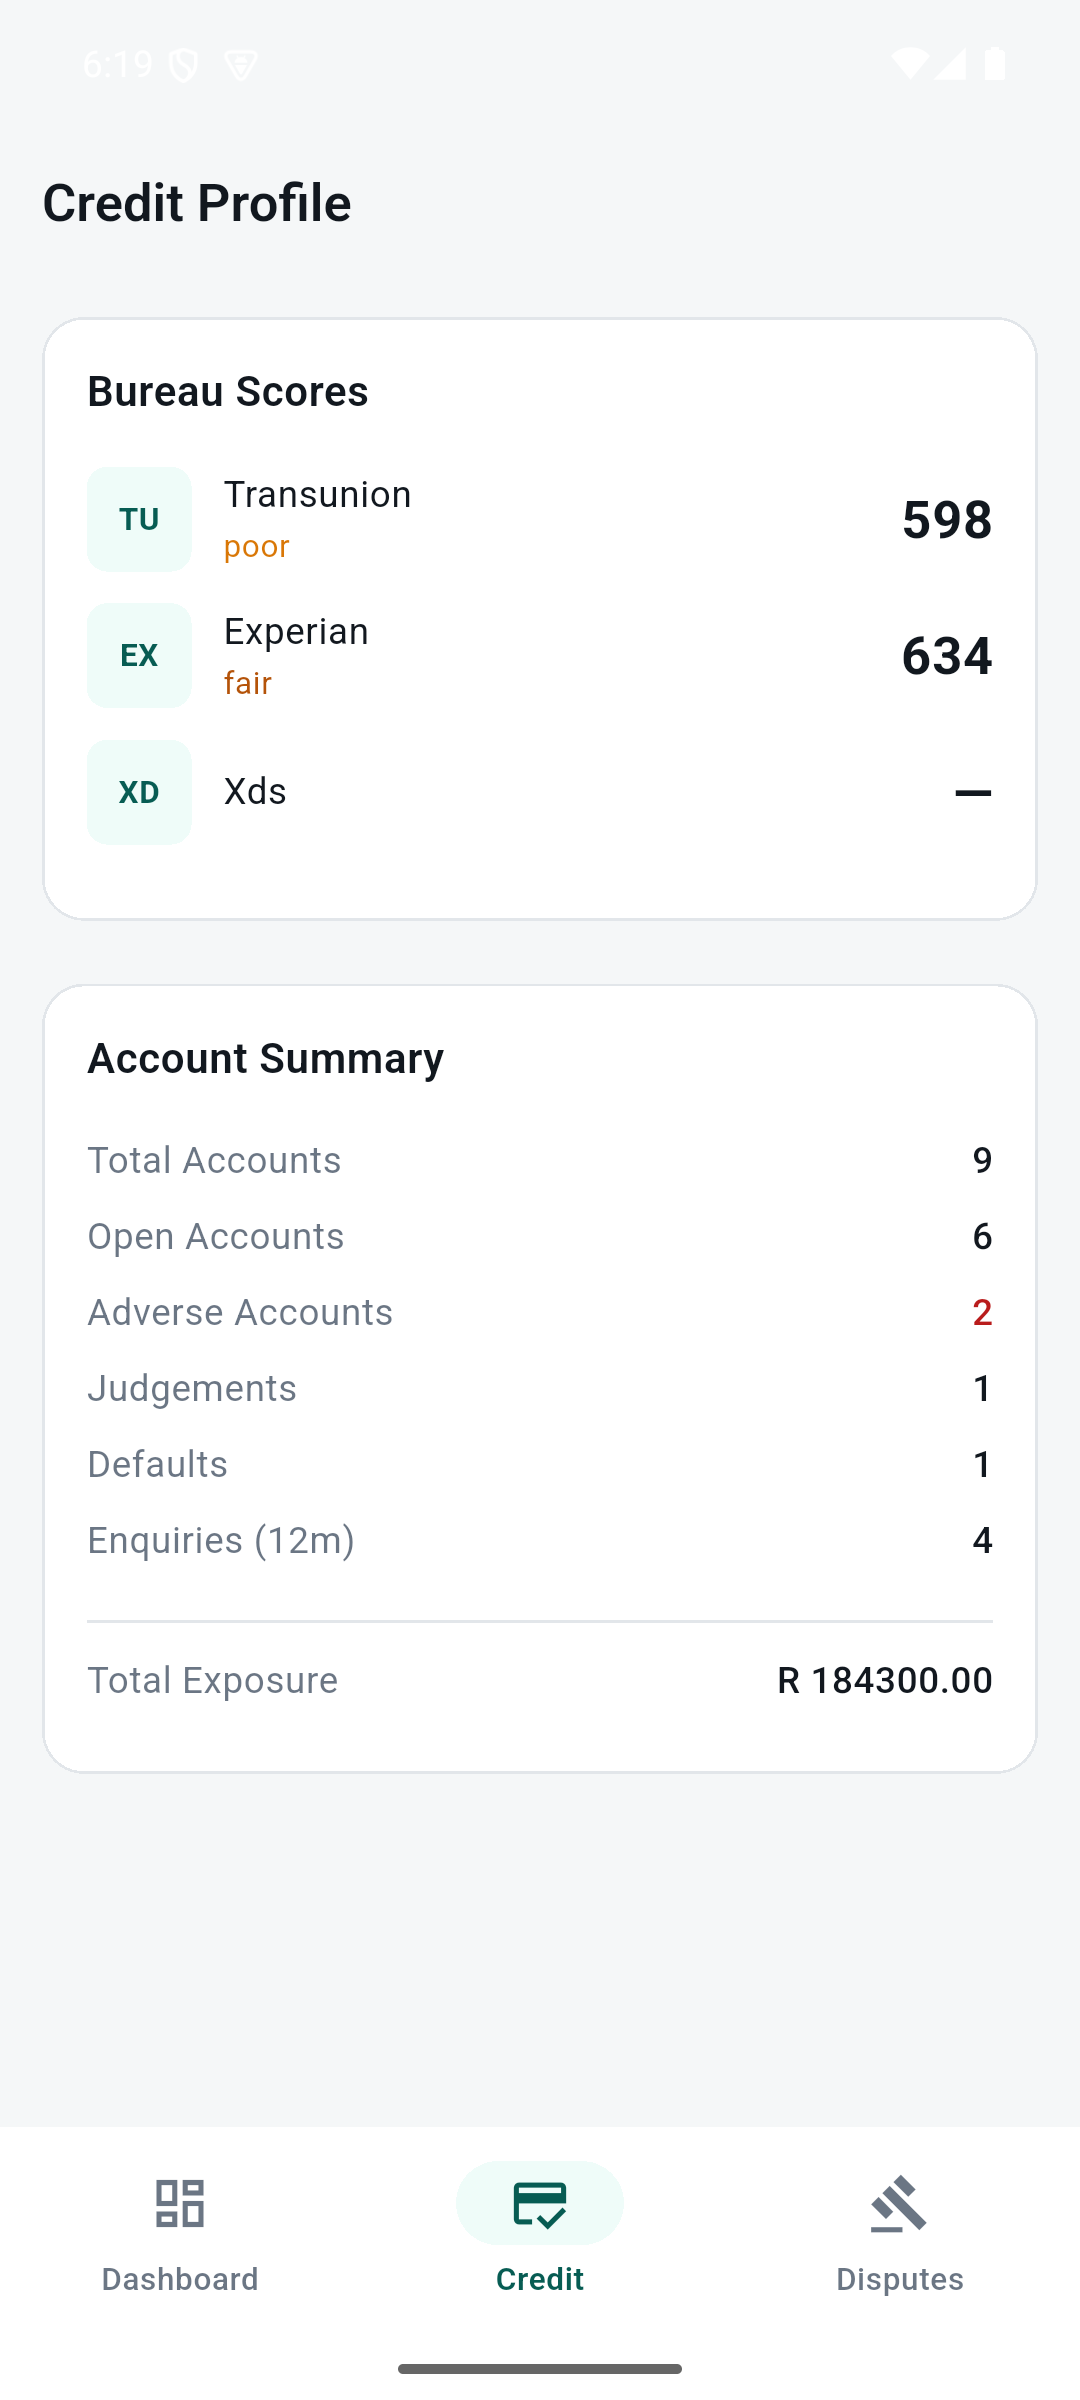 6:19
Credit Profile
Bureau Scores
TU
Transunion
poor
598
EX
Experian
fair
634
XD
Xds
—
Account Summary
Total Accounts 9
Open Accounts 6
Adverse Accounts 2
Judgements 1
Defaults 1
Enquiries (12m) 4
Total Exposure R 184300.00
Dashboard Credit Disputes